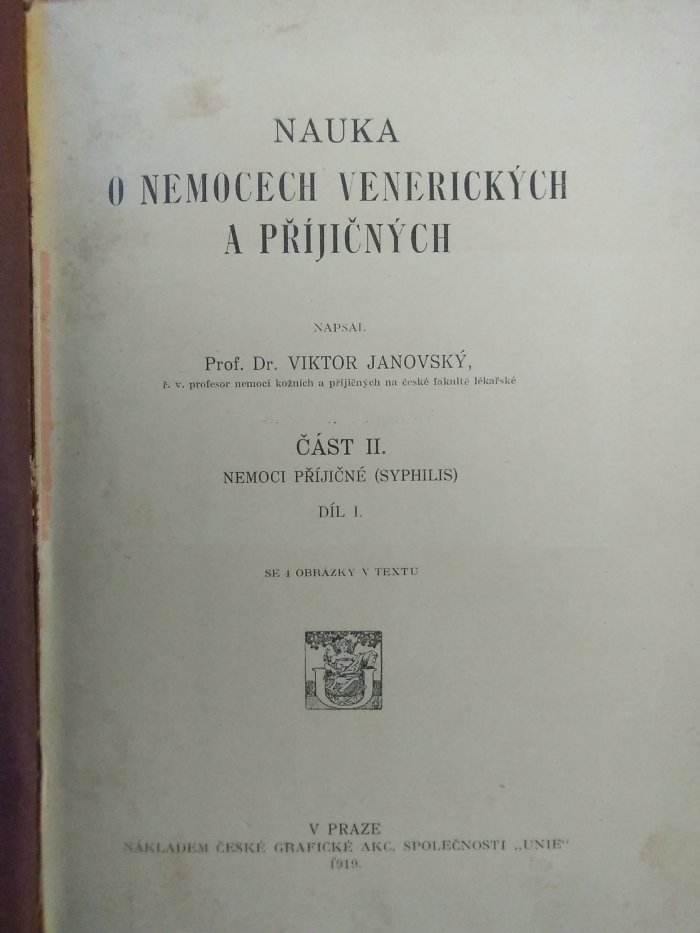 NAUKA
O NEMOCECH VENERICKÝCH
A PŘÍJIČNÝCH
NAPSAL
Prof. Dr. VIKTOR JANOVSKÝ,
ř. v. profesor nemocí kožních a příjičných na české fakultě lékařské
ČÁST II.
NEMOCI PŘÍJIČNÉ (SYPHILIS)
DÍL I.
SE 4 OBRÁZKY V TEXTU
U
V PRAZE
NÁKLADEM ČESKÉ GRAFICKÉ AKC. SPOLEČNOSTI „UNIE“
1919.